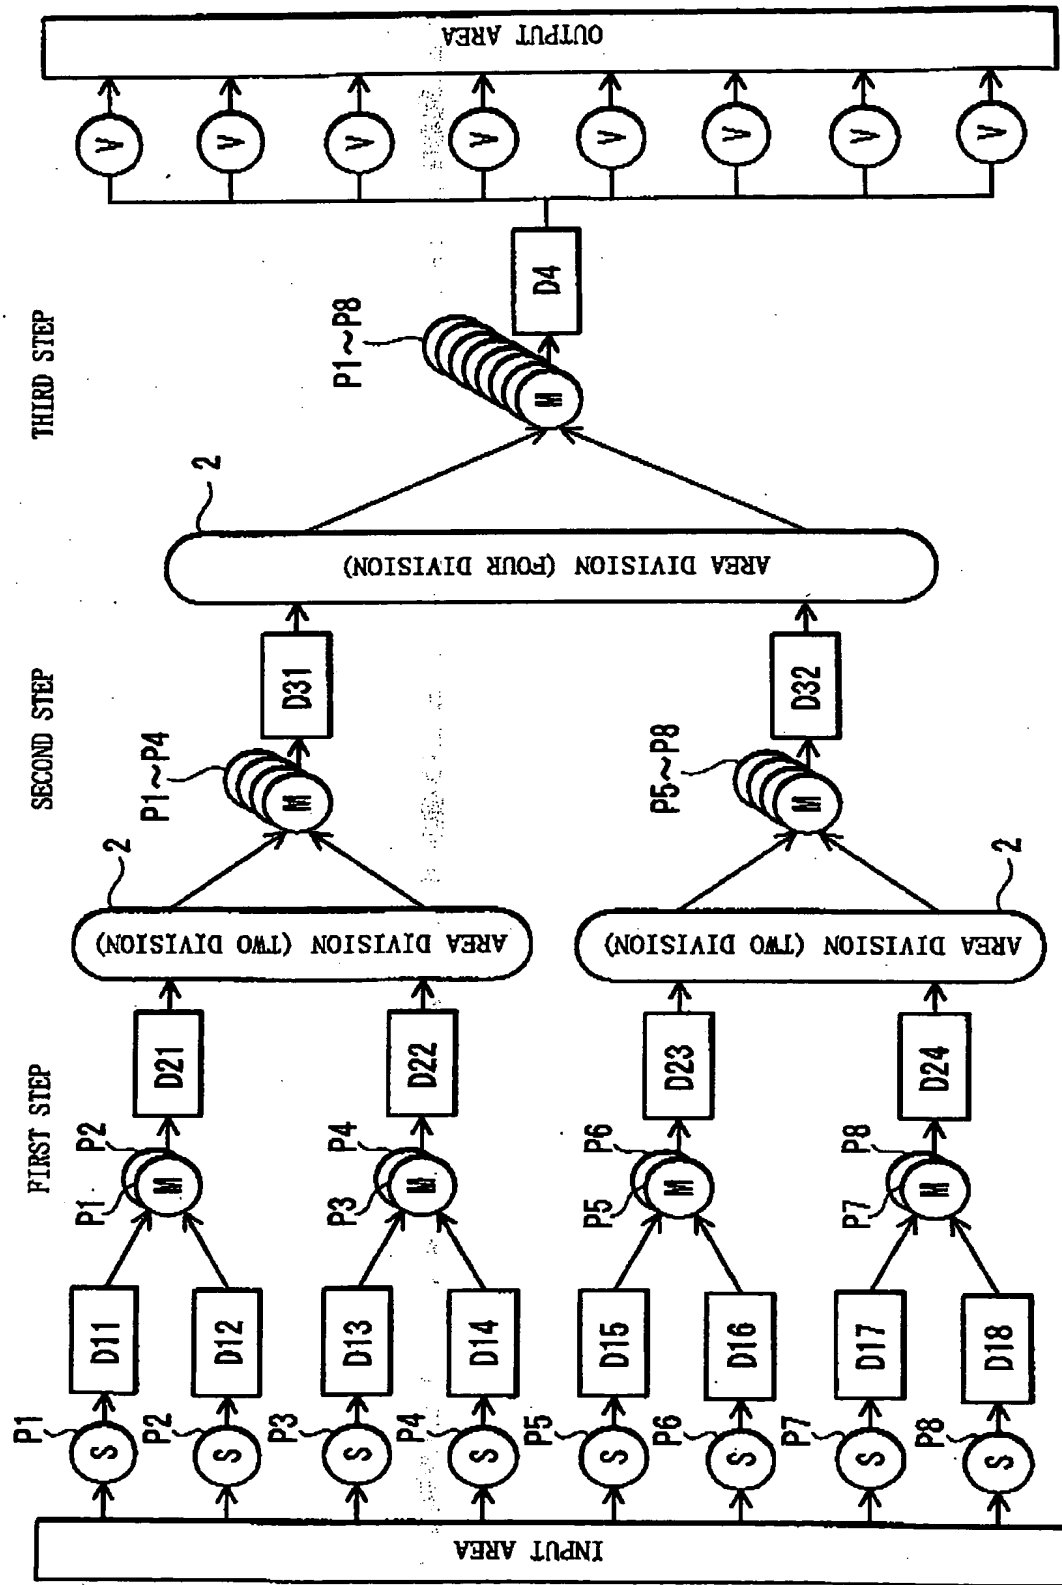 FIRST STEP
SECOND STEP
THIRD STEP
INPUT AREA
P1
S
D11
P2
S
D12
P3
S
D13
P4
S
D14
P5
S
D15
P6
S
D16
P7
S
D17
P8
S
D18
P1
P2
M
D21
P3
P4
M
D22
P5
P6
M
D23
P7
P8
M
D24
AREA DIVISION (TWO DIVISION)
2
AREA DIVISION (TWO DIVISION)
2
P1~P4
M
D31
P5~P8
M
D32
AREA DIVISION (FOUR DIVISION)
2
P1~P8
M
D4
V
V
V
V
V
V
V
V
OUTPUT AREA